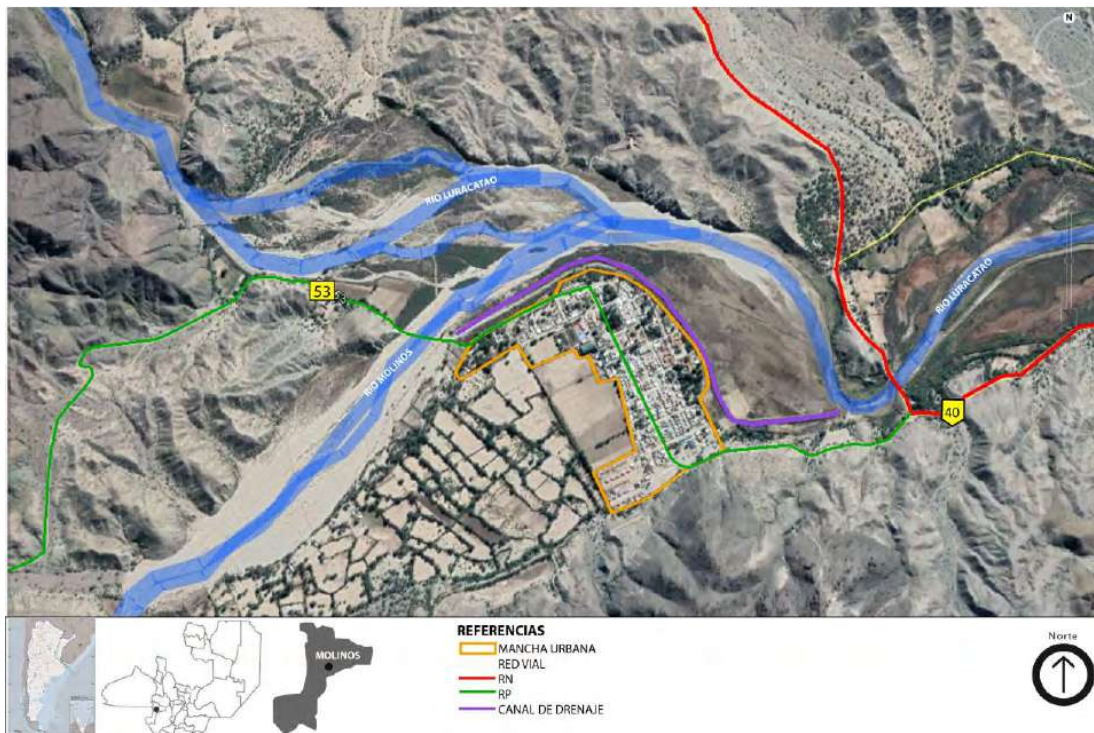 N
RIO LURACATAO
53
RIO LURACATAO
RIO MOLINOS
40
MOLINOS
REFERENCIAS
MANCHA URBANA
RED VIAL
RN
RP
CANAL DE DRENAJE
Norte